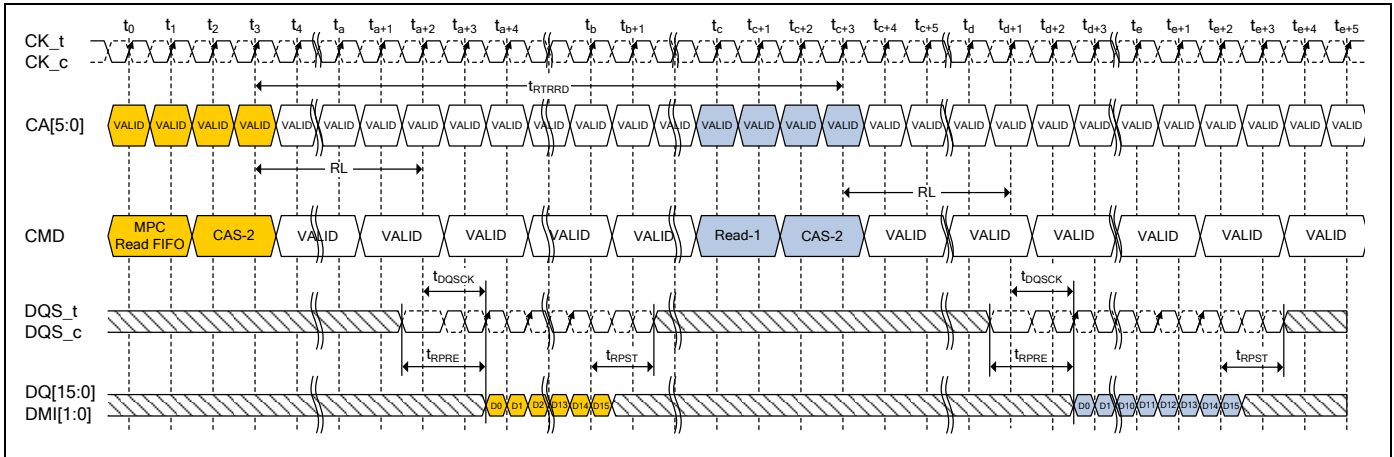 t0 t1 t2 t3 t4 ta ta+1 ta+2 ta+3 ta+4 tb tb+1 tc tc+1 tc+2 tc+3 tc+4 tc+5 td td+1 td+2 td+3 te te+1 te+2 te+3 te+4 te+5
CK_t
CK_c
tRTRRD
CA[5:0] VALID VALID VALID VALID VALID VALID VALID VALID VALID VALID VALID VALID VALID VALID VALID VALID VALID VALID VALID VALID VALID VALID VALID VALID VALID VALID VALID VALID VALID VALID
RL RL
CMD MPC Read FIFO CAS-2 VALID VALID VALID VALID VALID Read-1 CAS-2 VALID VALID VALID VALID VALID VALID
tDQSCK tDQSCK
DQS_t
DQS_c
tRPRE tRPST tRPRE tRPST
DQ[15:0]
DMI[1:0]
D0 D1 D2 D13 D14 D15 D0 D1 D10 D11 D12 D13 D14 D15